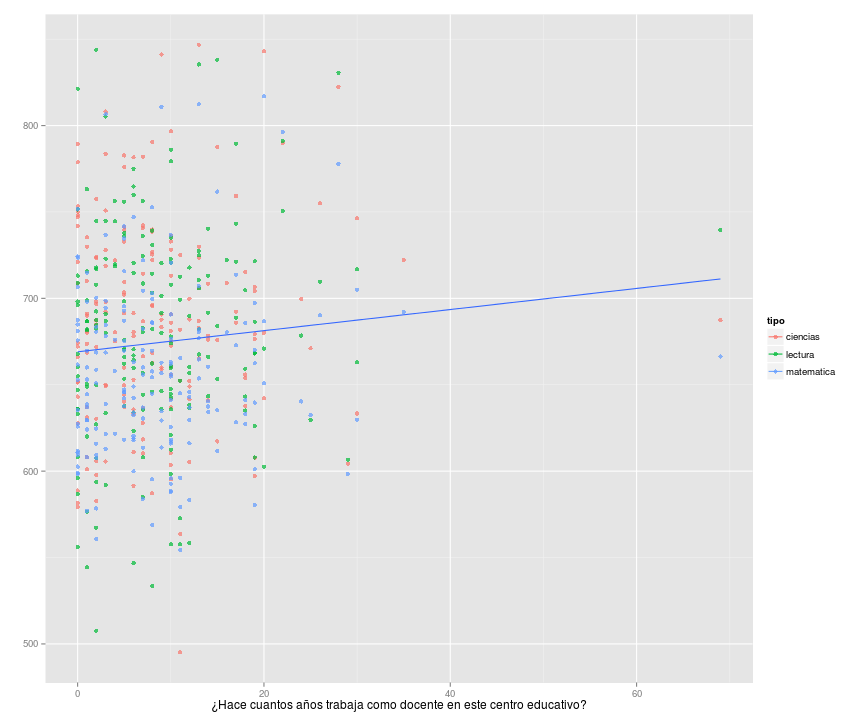 800
700
600
500
0
20
40
60
¿Hace cuantos años trabaja como docente en este centro educativo?
tipo
ciencias
lectura
matematica